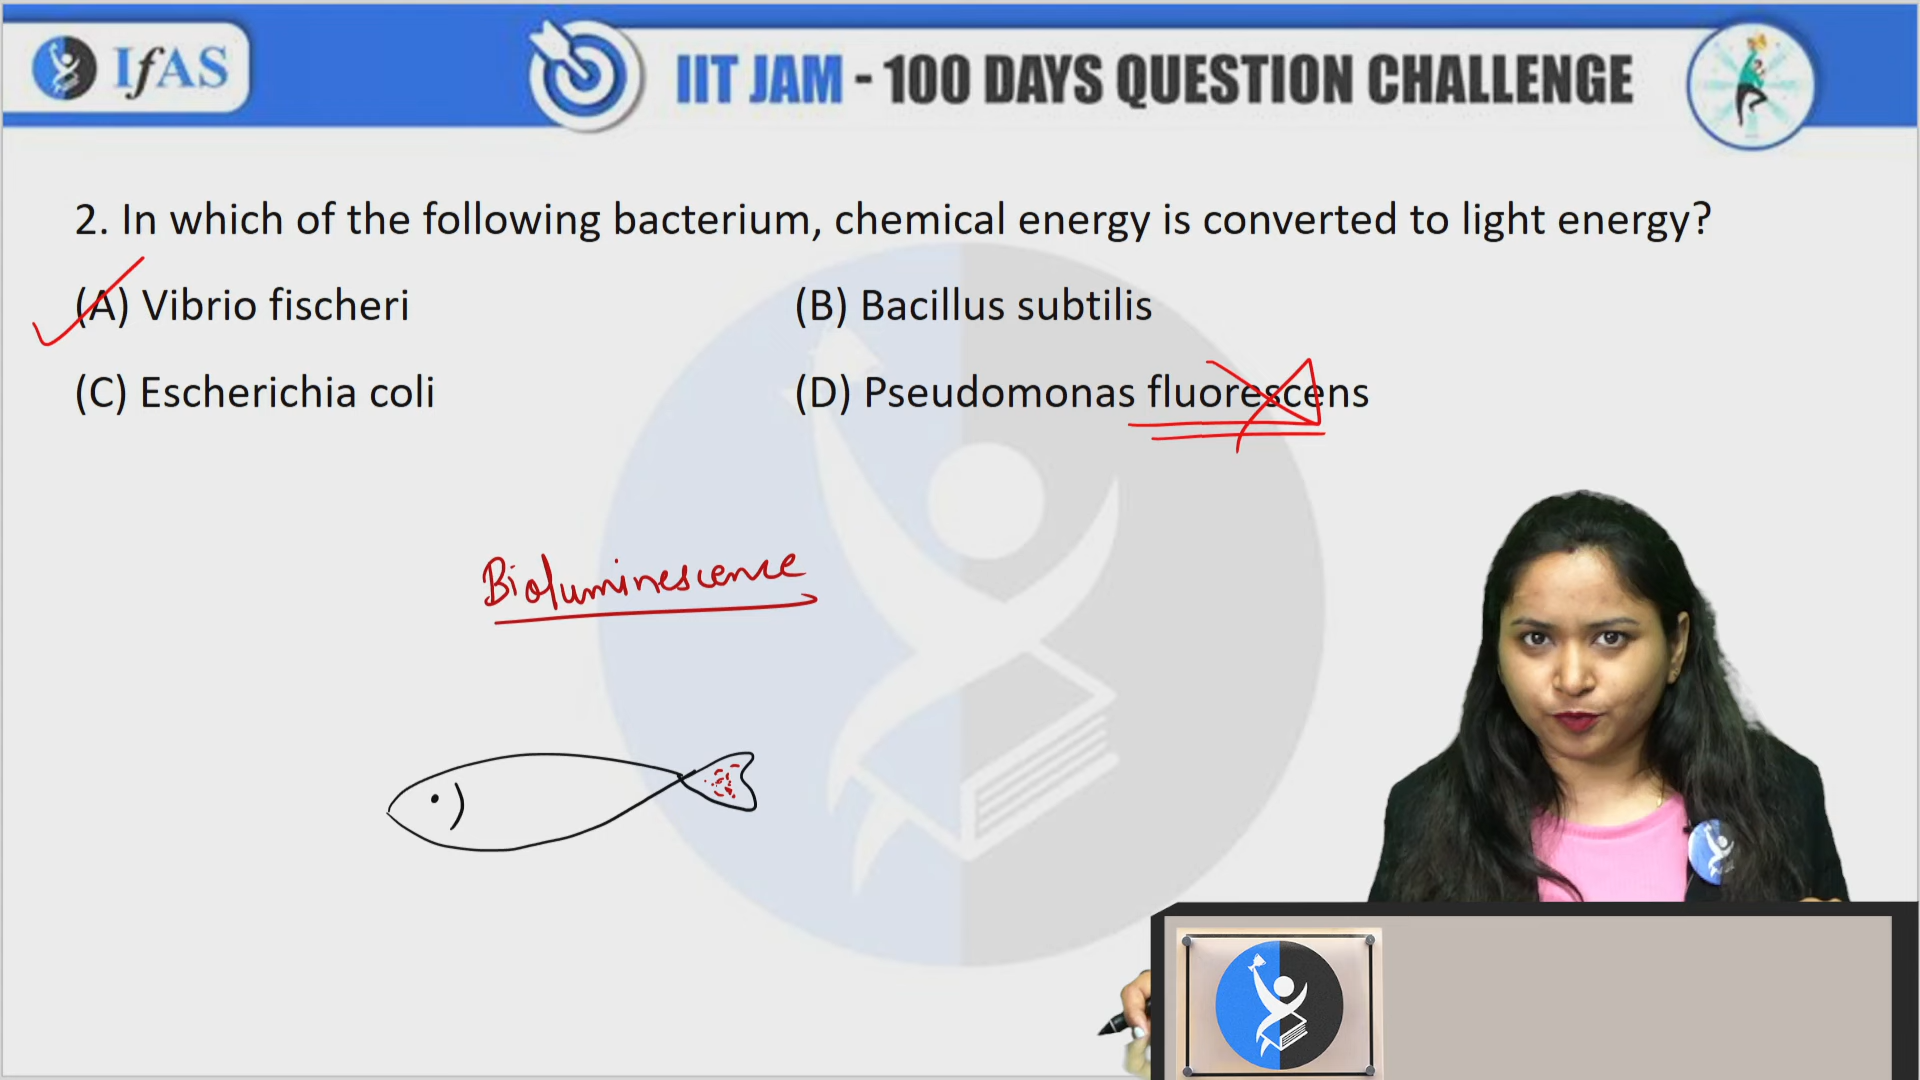 IfAS
IIT JAM - 100 DAYS QUESTION CHALLENGE
2. In which of the following bacterium, chemical energy is converted to light energy?
(A) Vibrio fischeri
(B) Bacillus subtilis
(C) Escherichia coli
(D) Pseudomonas fluorescens
Bioluminescence